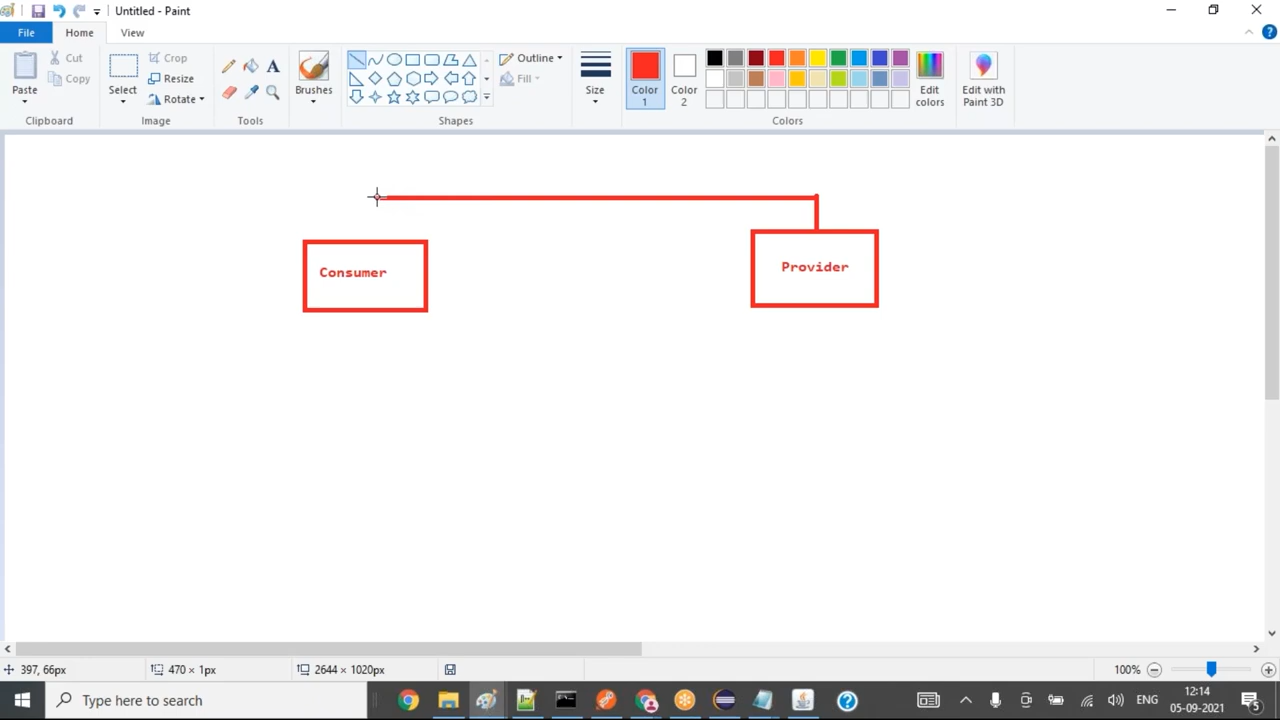 Untitled - Paint
File Home View
Paste
Cut
Copy
Clipboard
Select
Crop
Resize
Rotate
Image
A
Tools
Brushes
Outline
Fill
Shapes
Size
Color 1
Color 2
Edit colors
Edit with Paint 3D
Colors
Consumer
Provider
397, 66px
470 × 1px
2644 × 1020px
100%
Type here to search
ENG
12:14
05-09-2021
5